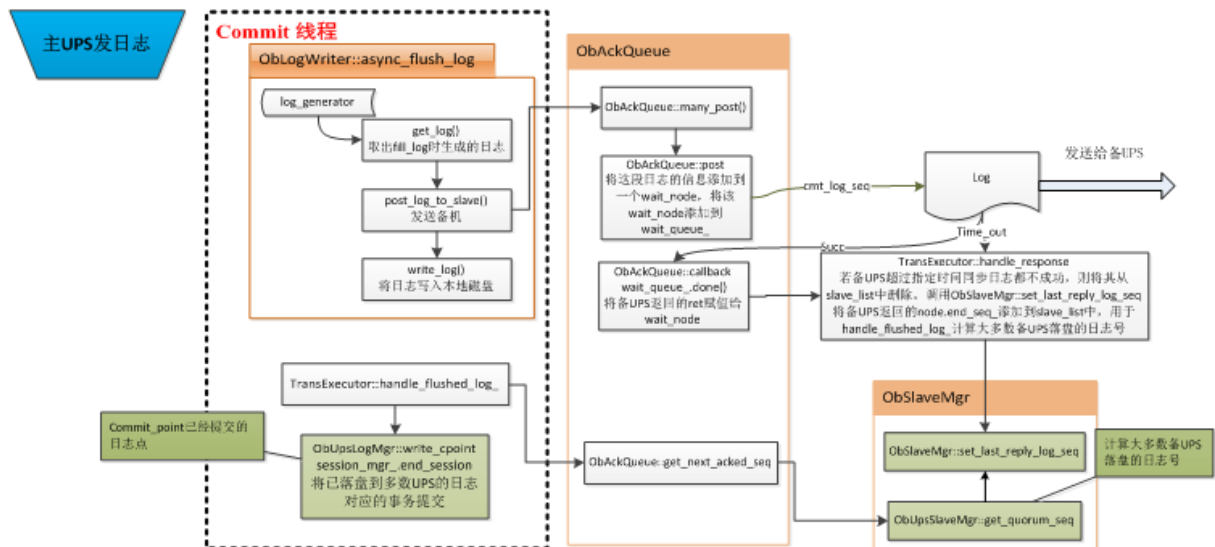 主UPS发日志
Commit 线程
ObLogWriter::async_flush_log
log_generator
get_log()
取出fill_log时生成的日志
post_log_to_slave()
发送备机
write_log()
将日志写入本地磁盘
ObAckQueue
ObAckQueue::many_post()
ObAckQueue::post
将这段日志的信息添加到
一个wait_node，将该
wait_node添加到
wait_queue_
cmt_log_seq
Log
发送给备UPS
Succ
Time_out
ObAckQueue::callback
wait_queue_.done()
将备UPS返回的ret赋值给
wait_node
TransExecutor::handle_response
若备UPS超过指定时间同步日志都不成功，则将其从
slave_list中删除。调用ObSlaveMgr::set_last_reply_log_seq
将备UPS返回的node.end_seq_添加到slave_list中，用于
handle_flushed_log_计算大多数备UPS落盘的日志号
TransExecutor::handle_flushed_log_
Commit_point已经提交的
日志点
ObUpsLogMgr::write_cpoint
session_mgr_.end_session
将已落盘到多数UPS的日志
对应的事务提交
ObAckQueue::get_next_acked_seq
ObSlaveMgr
ObSlaveMgr::set_last_reply_log_seq
计算大多数备UPS
落盘的日志号
ObUpsSlaveMgr::get_quorum_seq